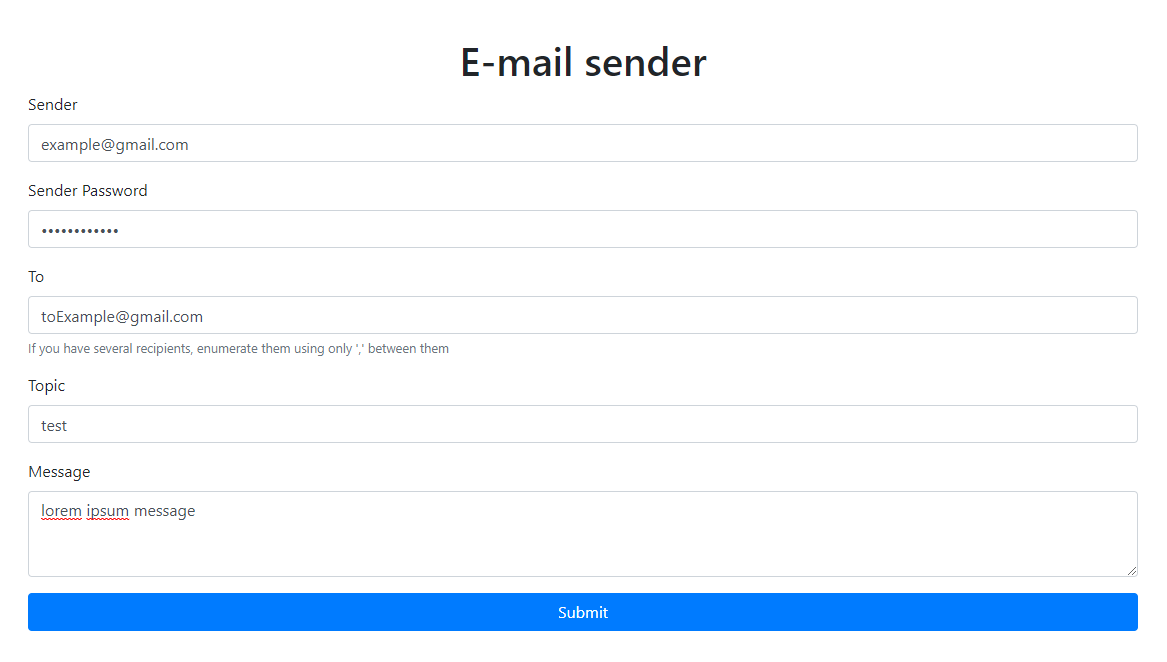 E-mail sender
Sender
example@gmail.com
Sender Password
••••••••••••
To
toExample@gmail.com
If you have several recipients, enumerate them using only ',' between them
Topic
test
Message
lorem ipsum message
Submit